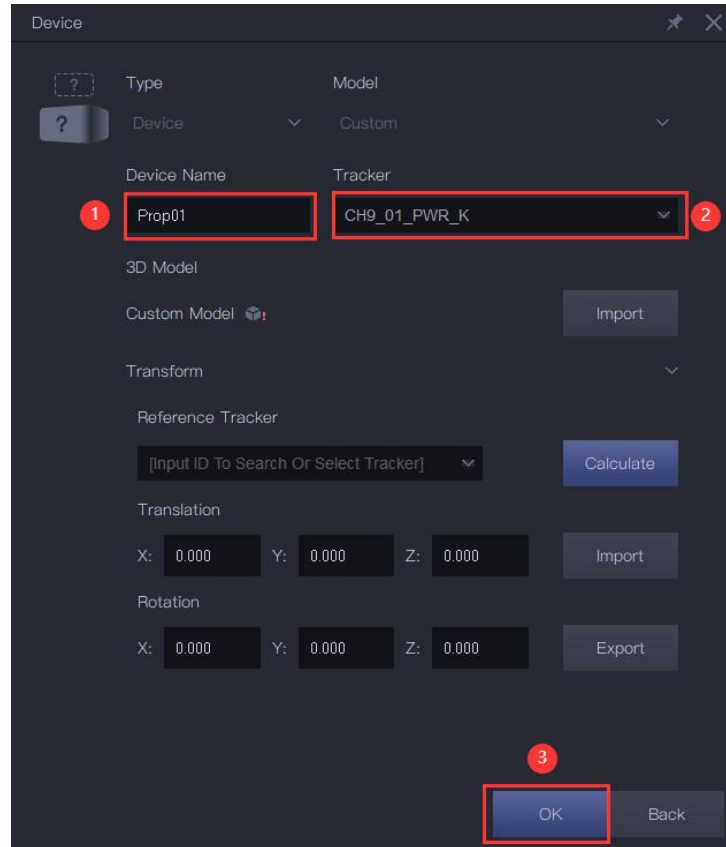 Device
?
Type Model
? Device Custom
Device Name Tracker
1 Prop01 CH9_01_PWR_K 2
3D Model
Custom Model ! Import
Transform
Reference Tracker
[Input ID To Search Or Select Tracker] Calculate
Translation
X: 0.000 Y: 0.000 Z: 0.000 Import
Rotation
X: 0.000 Y: 0.000 Z: 0.000 Export
3
OK Back